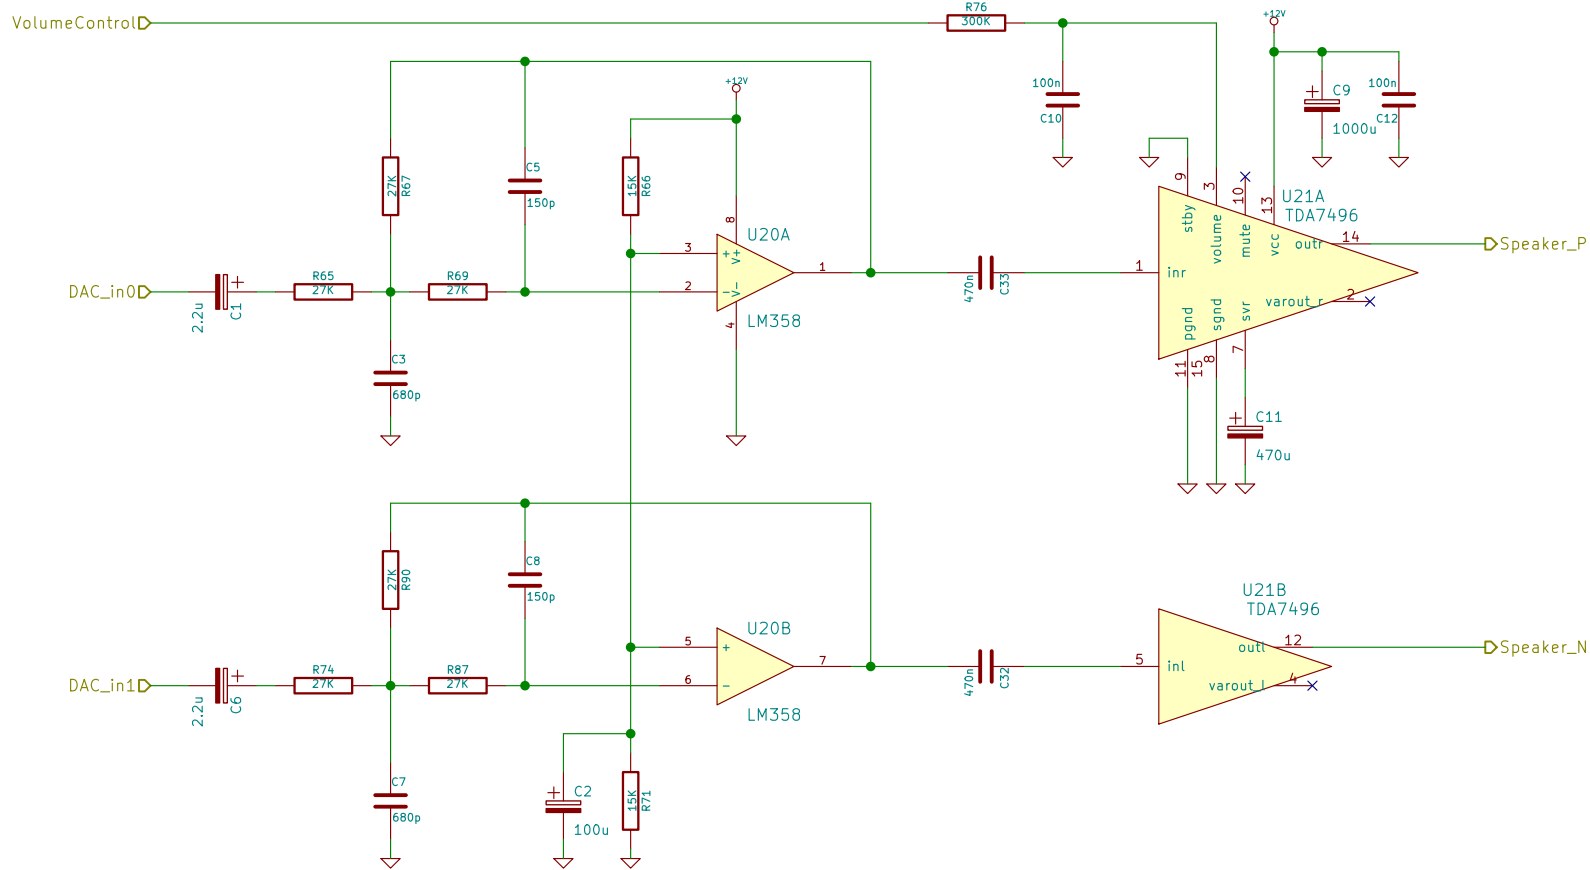 VolumeControl
R76
300K
+12V
100n
C10
C9
1000u
100n
C12
+12V
27K
R67
C5
150p
15K
R66
8
U20A
3
+
V+
1
2
-
V-
4
LM358
DAC_in0
2.2u
C1
R65
27K
R69
27K
C3
680p
470n
C33
9
3
10
13
U21A
TDA7496
stby
volume
mute
vcc
outr
14
Speaker_P
1
inr
varout_r
2
pgnd
sgnd
svr
11
15
8
7
C11
470u
27K
R90
C8
150p
U20B
5
+
7
6
-
LM358
DAC_in1
2.2u
C6
R74
27K
R87
27K
C7
680p
C2
100u
15K
R71
470n
C32
U21B
TDA7496
5
inl
outl
12
Speaker_N
varout_l
4